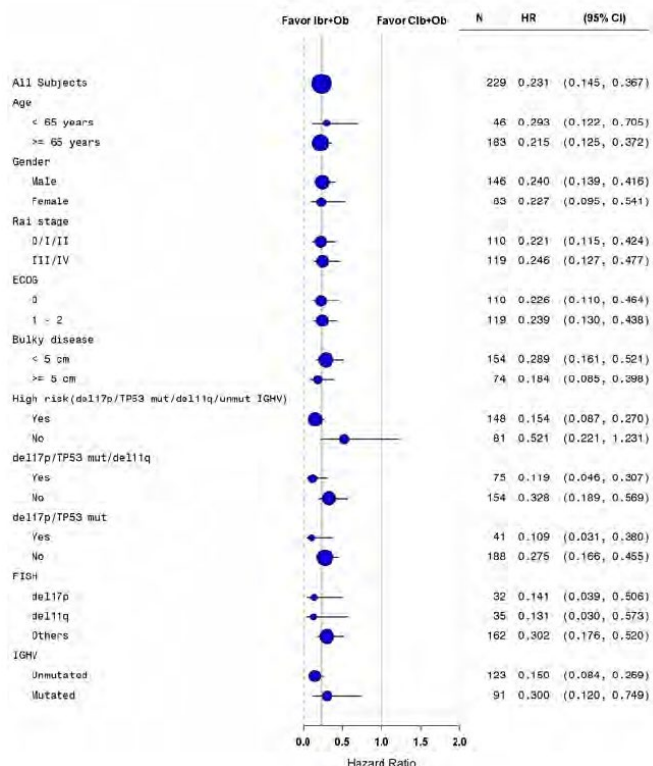 Favor Ibr+Ob Favor Clb+Ob N HR (95% CI)
All Subjects 229 0.231 (0.145, 0.367)
Age
< 65 years 46 0.293 (0.122, 0.705)
>= 65 years 183 0.215 (0.125, 0.372)
Gender
Male 146 0.240 (0.139, 0.416)
Female 83 0.227 (0.095, 0.541)
Rai stage
0/I/II 110 0.221 (0.115, 0.424)
III/IV 119 0.246 (0.127, 0.477)
ECOG
0 110 0.226 (0.110, 0.464)
1 - 2 119 0.239 (0.130, 0.438)
Bulky disease
< 5 cm 154 0.289 (0.161, 0.521)
>= 5 cm 74 0.184 (0.085, 0.398)
High risk(del17p/TP53 mut/del11q/unmut IGHV)
Yes 148 0.154 (0.087, 0.270)
No 81 0.521 (0.221, 1.231)
del17p/TP53 mut/del11q
Yes 75 0.119 (0.046, 0.307)
No 154 0.328 (0.189, 0.569)
del17p/TP53 mut
Yes 41 0.109 (0.031, 0.380)
No 188 0.275 (0.166, 0.455)
FISH
del17p 32 0.141 (0.039, 0.506)
del11q 35 0.131 (0.030, 0.573)
Others 162 0.302 (0.176, 0.520)
IGHV
Unmutated 123 0.150 (0.084, 0.269)
Mutated 91 0.300 (0.120, 0.749)
0.0 0.5 1.0 1.5 2.0
Hazard Ratio